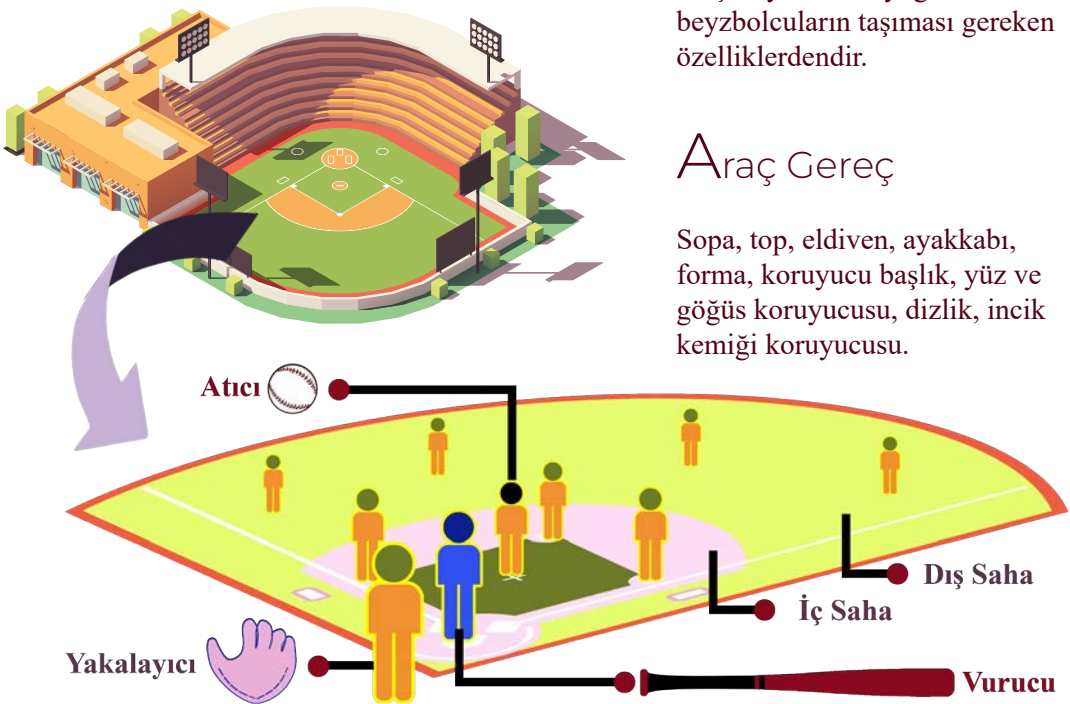 beyzbolcuların taşıması gereken
özelliklerdendir.
Araç Gereç
Sopa, top, eldiven, ayakkabı,
forma, koruyucu başlık, yüz ve
göğüs koruyucusu, dizlik, incik
kemiği koruyucusu.
Atıcı
Dış Saha
İç Saha
Yakalayıcı
Vurucu